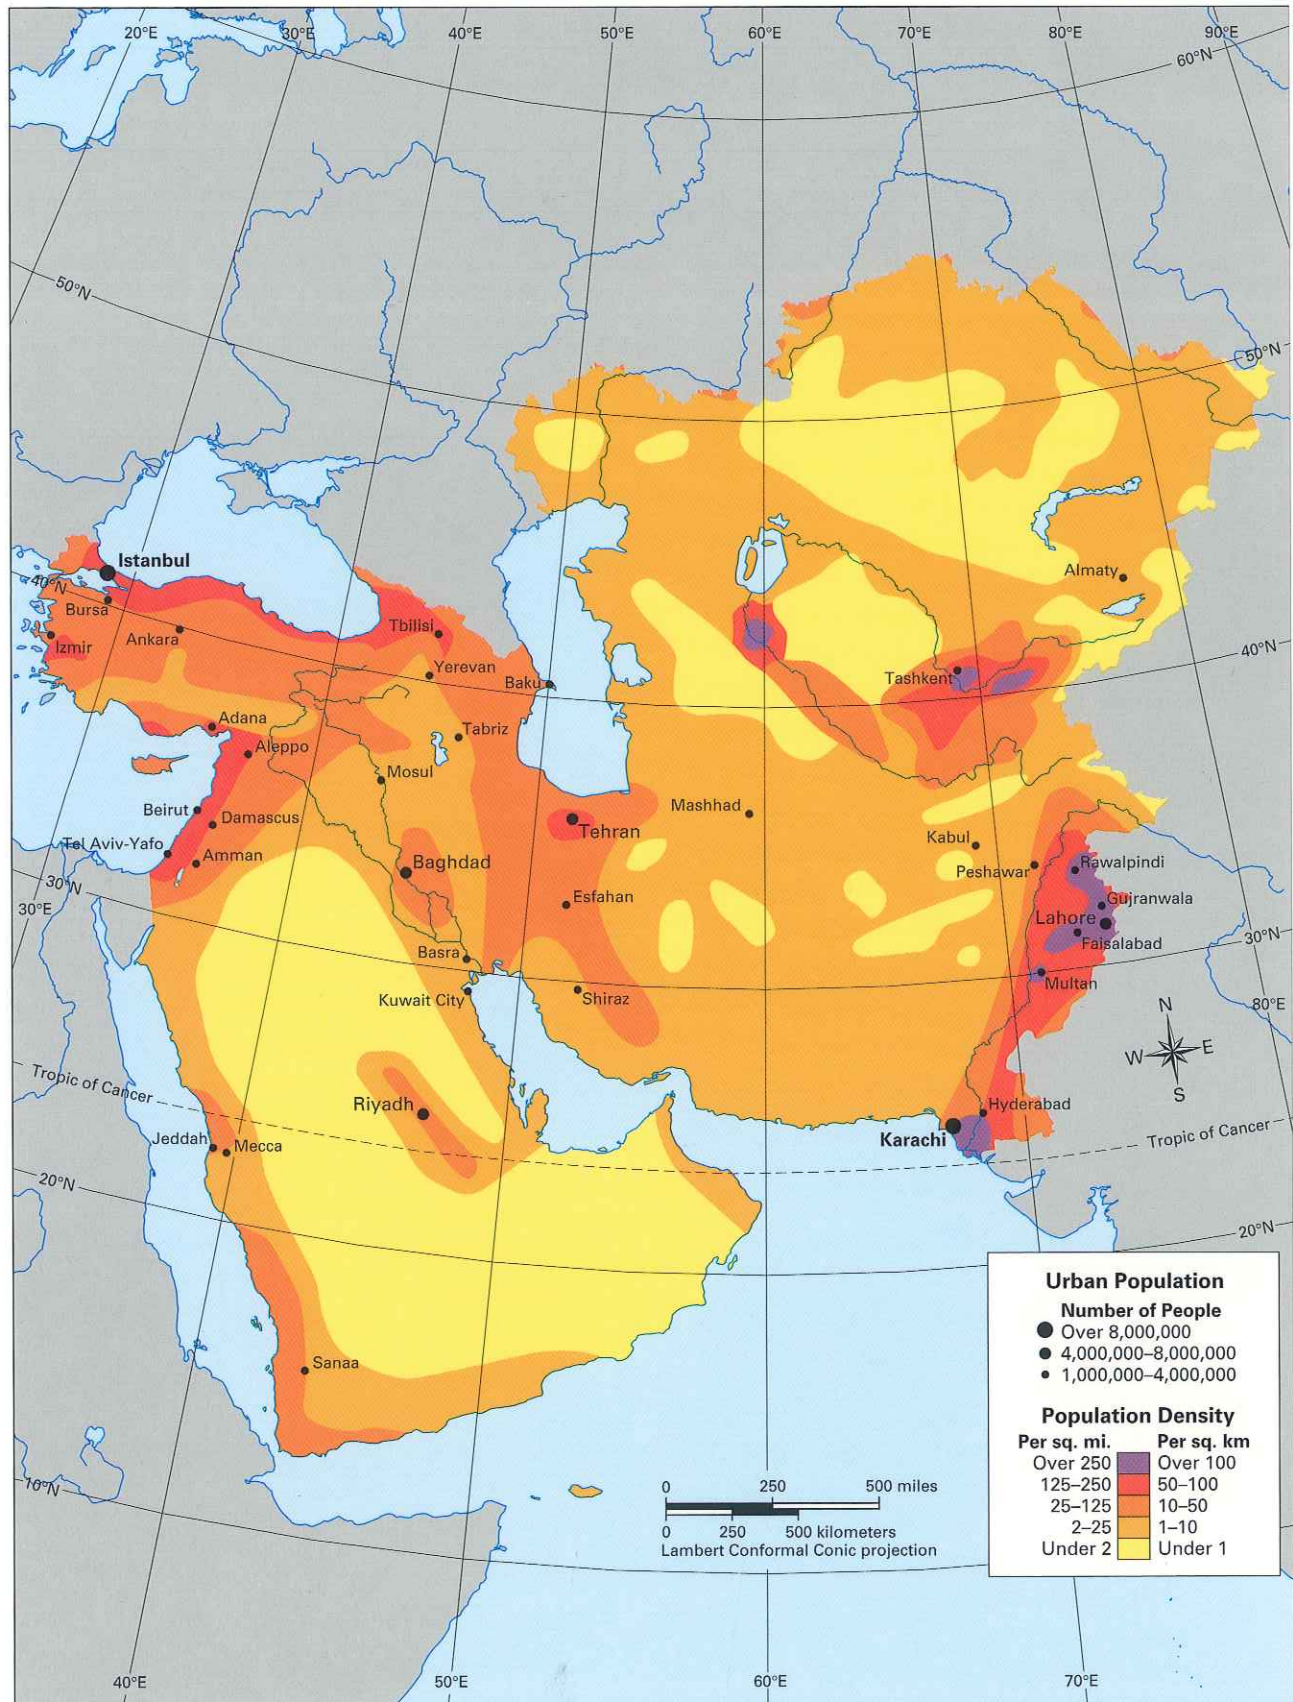 20°E
30°E
40°E
50°E
60°E
70°E
80°E
90°E
60°N
50°N
50°N
Istanbul
40°N
Bursa
Izmir
Ankara
Tbilisi
Yerevan
Baku
Almaty
Tashkent
40°N
Adana
Aleppo
Tabriz
Mosul
Beirut
Damascus
Tel Aviv-Yafo
Amman
Baghdad
Tehran
Mashhad
Kabul
Peshawar
Rawalpindi
Gujranwala
Lahore
Faisalabad
30°N
30°E
Esfahan
30°N
Basra
Kuwait City
Shiraz
Multan
80°E
N
W
E
S
Tropic of Cancer
Riyadh
Hyderabad
Karachi
Tropic of Cancer
Jeddah
Mecca
20°N
20°N
Sanaa
10°N
Urban Population
Number of People
Over 8,000,000
4,000,000–8,000,000
1,000,000–4,000,000
Population Density
Per sq. mi. Per sq. km
Over 250 Over 100
125–250 50–100
25–125 10–50
2–25 1–10
Under 2 Under 1
0 250 500 miles
0 250 500 kilometers
Lambert Conformal Conic projection
40°E
50°E
60°E
70°E